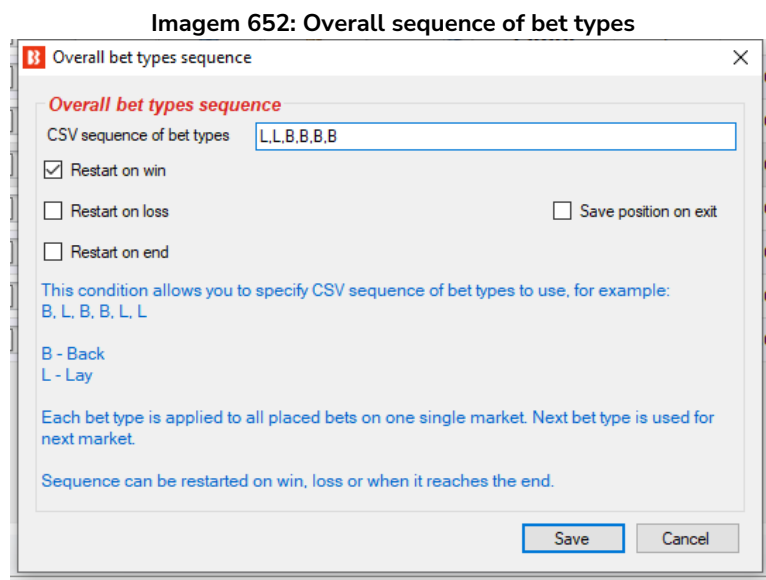 Imagem 652: Overall sequence of bet types
Overall bet types sequence
Overall bet types sequence
CSV sequence of bet types L,L,B,B,B,B
Restart on win
Restart on loss Save position on exit
Restart on end
This condition allows you to specify CSV sequence of bet types to use, for example:
B, L, B, B, L, L
B - Back
L - Lay
Each bet type is applied to all placed bets on one single market. Next bet type is used for
next market.
Sequence can be restarted on win, loss or when it reaches the end.
Save Cancel